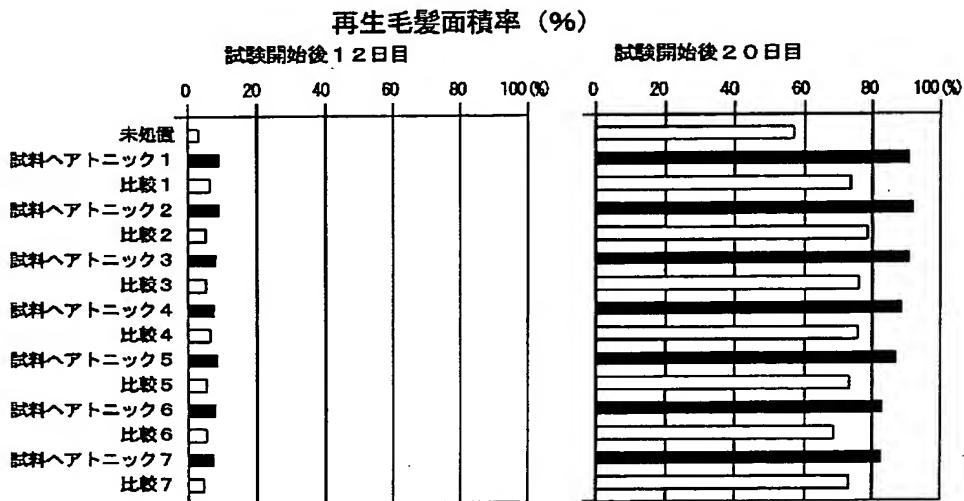 再生毛髪面積率（％）
試験開始後１２日目 試験開始後２０日目
0 20 40 60 80 100(%) 0 20 40 60 80 100(%)
未処置
試料ヘアトニック１
比較１
試料ヘアトニック２
比較２
試料ヘアトニック３
比較３
試料ヘアトニック４
比較４
試料ヘアトニック５
比較５
試料ヘアトニック６
比較６
試料ヘアトニック７
比較７